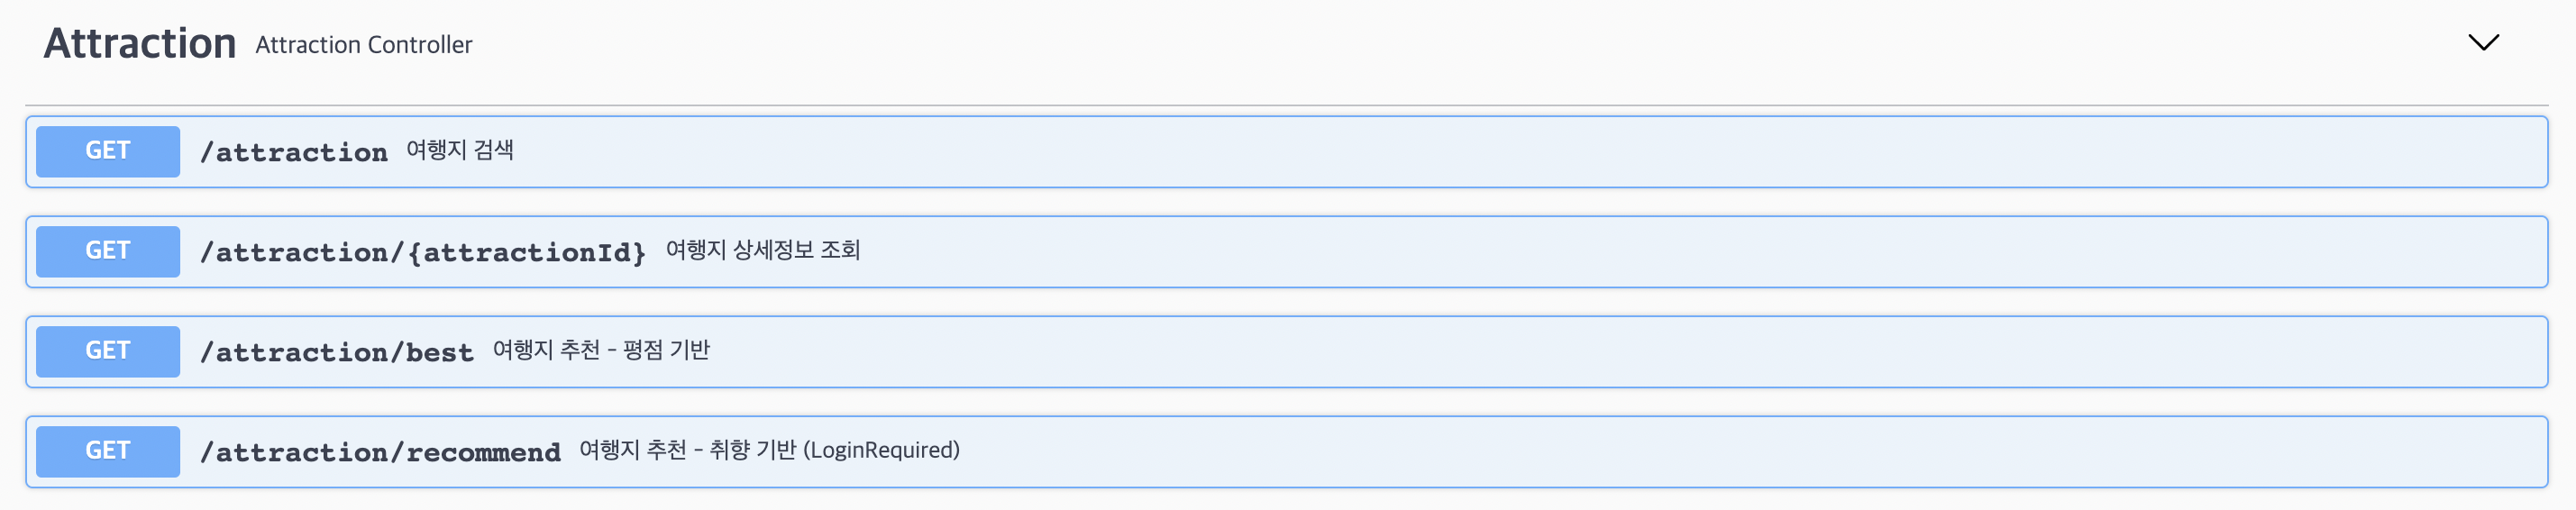 Attraction Attraction Controller
GET /attraction 여행지 검색
GET /attraction/{attractionId} 여행지 상세정보 조회
GET /attraction/best 여행지 추천 - 평점 기반
GET /attraction/recommend 여행지 추천 - 취향 기반 (LoginRequired)